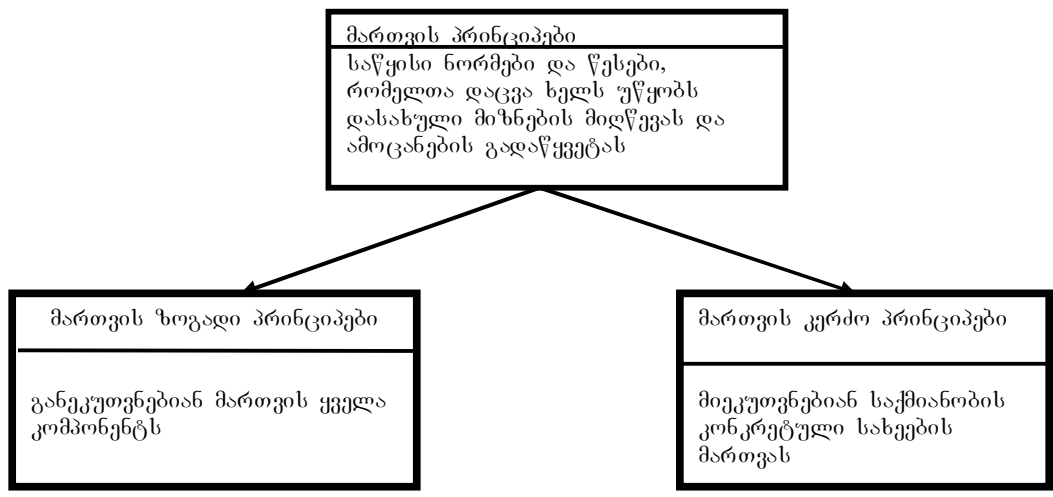 მართვის პრინციპები
საწყისი ნორმები და წესები,
რომელთა დაცვა ხელს უწყობს
დასახული მიზნების მიღწევას და
ამოცანების გადაწყვეტას
მართვის ზოგადი პრინციპები
განეკუთვნებიან მართვის ყველა
კომპონენტს
მართვის კერძო პრინციპები
მიეკუთვნებიან საქმიანობის
კონკრეტული სახეების
მართვას